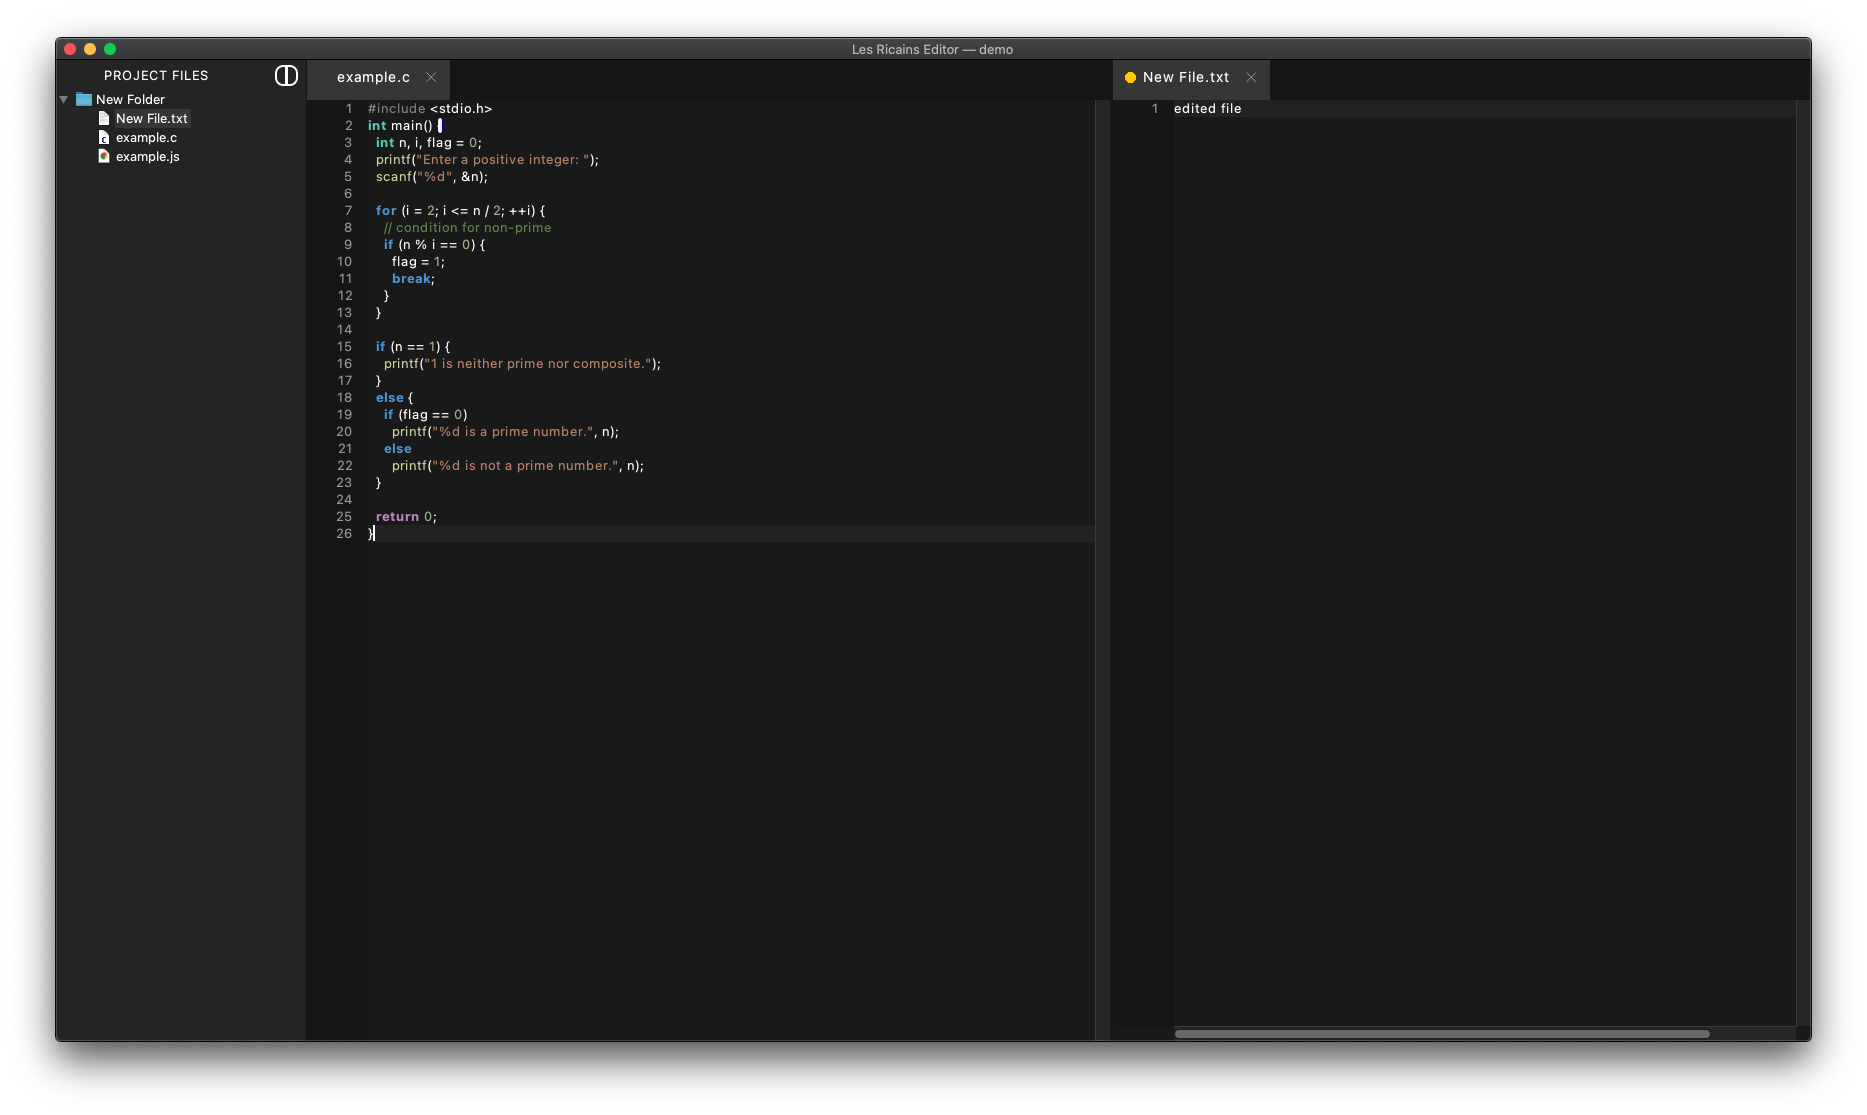 Les Ricains Editor — demo
PROJECT FILES
New Folder
New File.txt
example.c
example.js
example.c
1 #include <stdio.h>
2 int main() {
3   int n, i, flag = 0;
4   printf("Enter a positive integer: ");
5   scanf("%d", &n);
6
7   for (i = 2; i <= n / 2; ++i) {
8     // condition for non-prime
9     if (n % i == 0) {
10       flag = 1;
11       break;
12     }
13   }
14
15   if (n == 1) {
16     printf("1 is neither prime nor composite.");
17   }
18   else {
19     if (flag == 0)
20       printf("%d is a prime number.", n);
21     else
22       printf("%d is not a prime number.", n);
23   }
24
25   return 0;
26 }
New File.txt
1 edited file